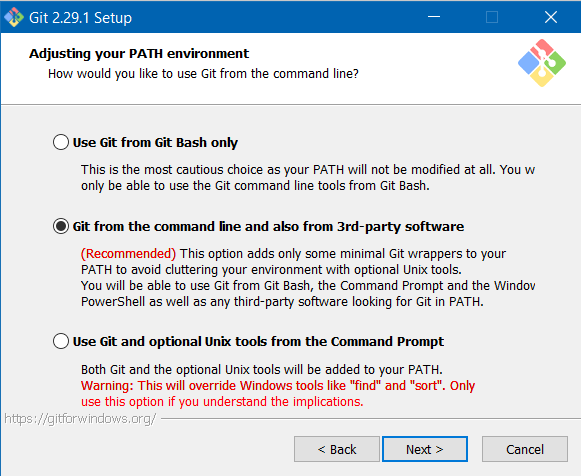 Git 2.29.1 Setup
Adjusting your PATH environment
How would you like to use Git from the command line?
Use Git from Git Bash only
This is the most cautious choice as your PATH will not be modified at all. You w
only be able to use the Git command line tools from Git Bash.
Git from the command line and also from 3rd-party software
(Recommended) This option adds only some minimal Git wrappers to your
PATH to avoid cluttering your environment with optional Unix tools.
You will be able to use Git from Git Bash, the Command Prompt and the Window
PowerShell as well as any third-party software looking for Git in PATH.
Use Git and optional Unix tools from the Command Prompt
Both Git and the optional Unix tools will be added to your PATH.
Warning: This will override Windows tools like "find" and "sort". Only
use this option if you understand the implications.
https://gitforwindows.org/
< Back
Next >
Cancel